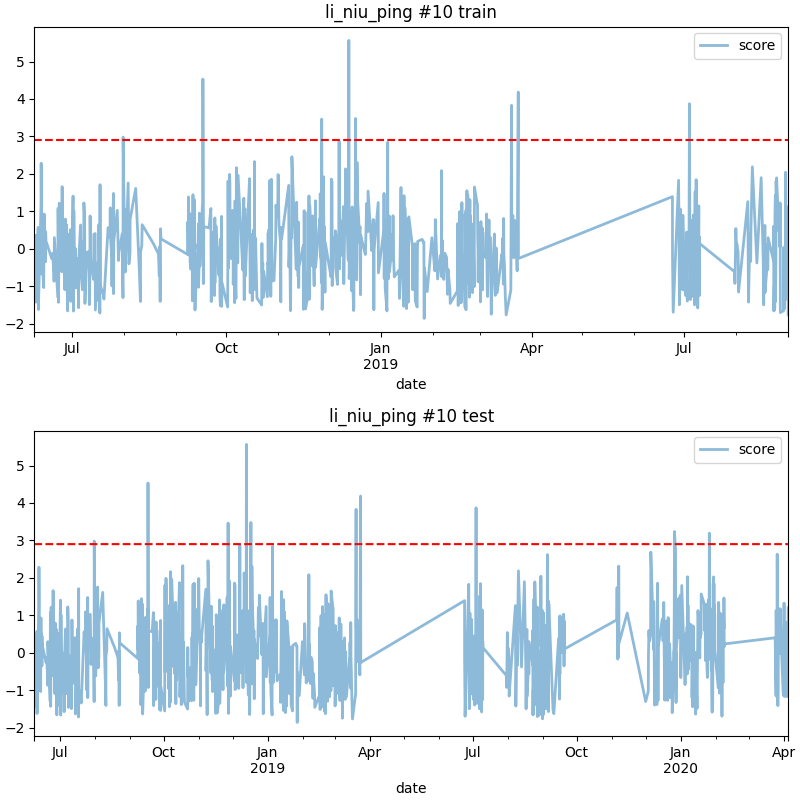 li_niu_ping #10 train
score
5
4
3
2
1
0
−1
−2
Jul
Oct
Jan
2019
Apr
Jul
date
li_niu_ping #10 test
score
5
4
3
2
1
0
−1
−2
Jul
Oct
Jan
2019
Apr
Jul
Oct
Jan
2020
Apr
date